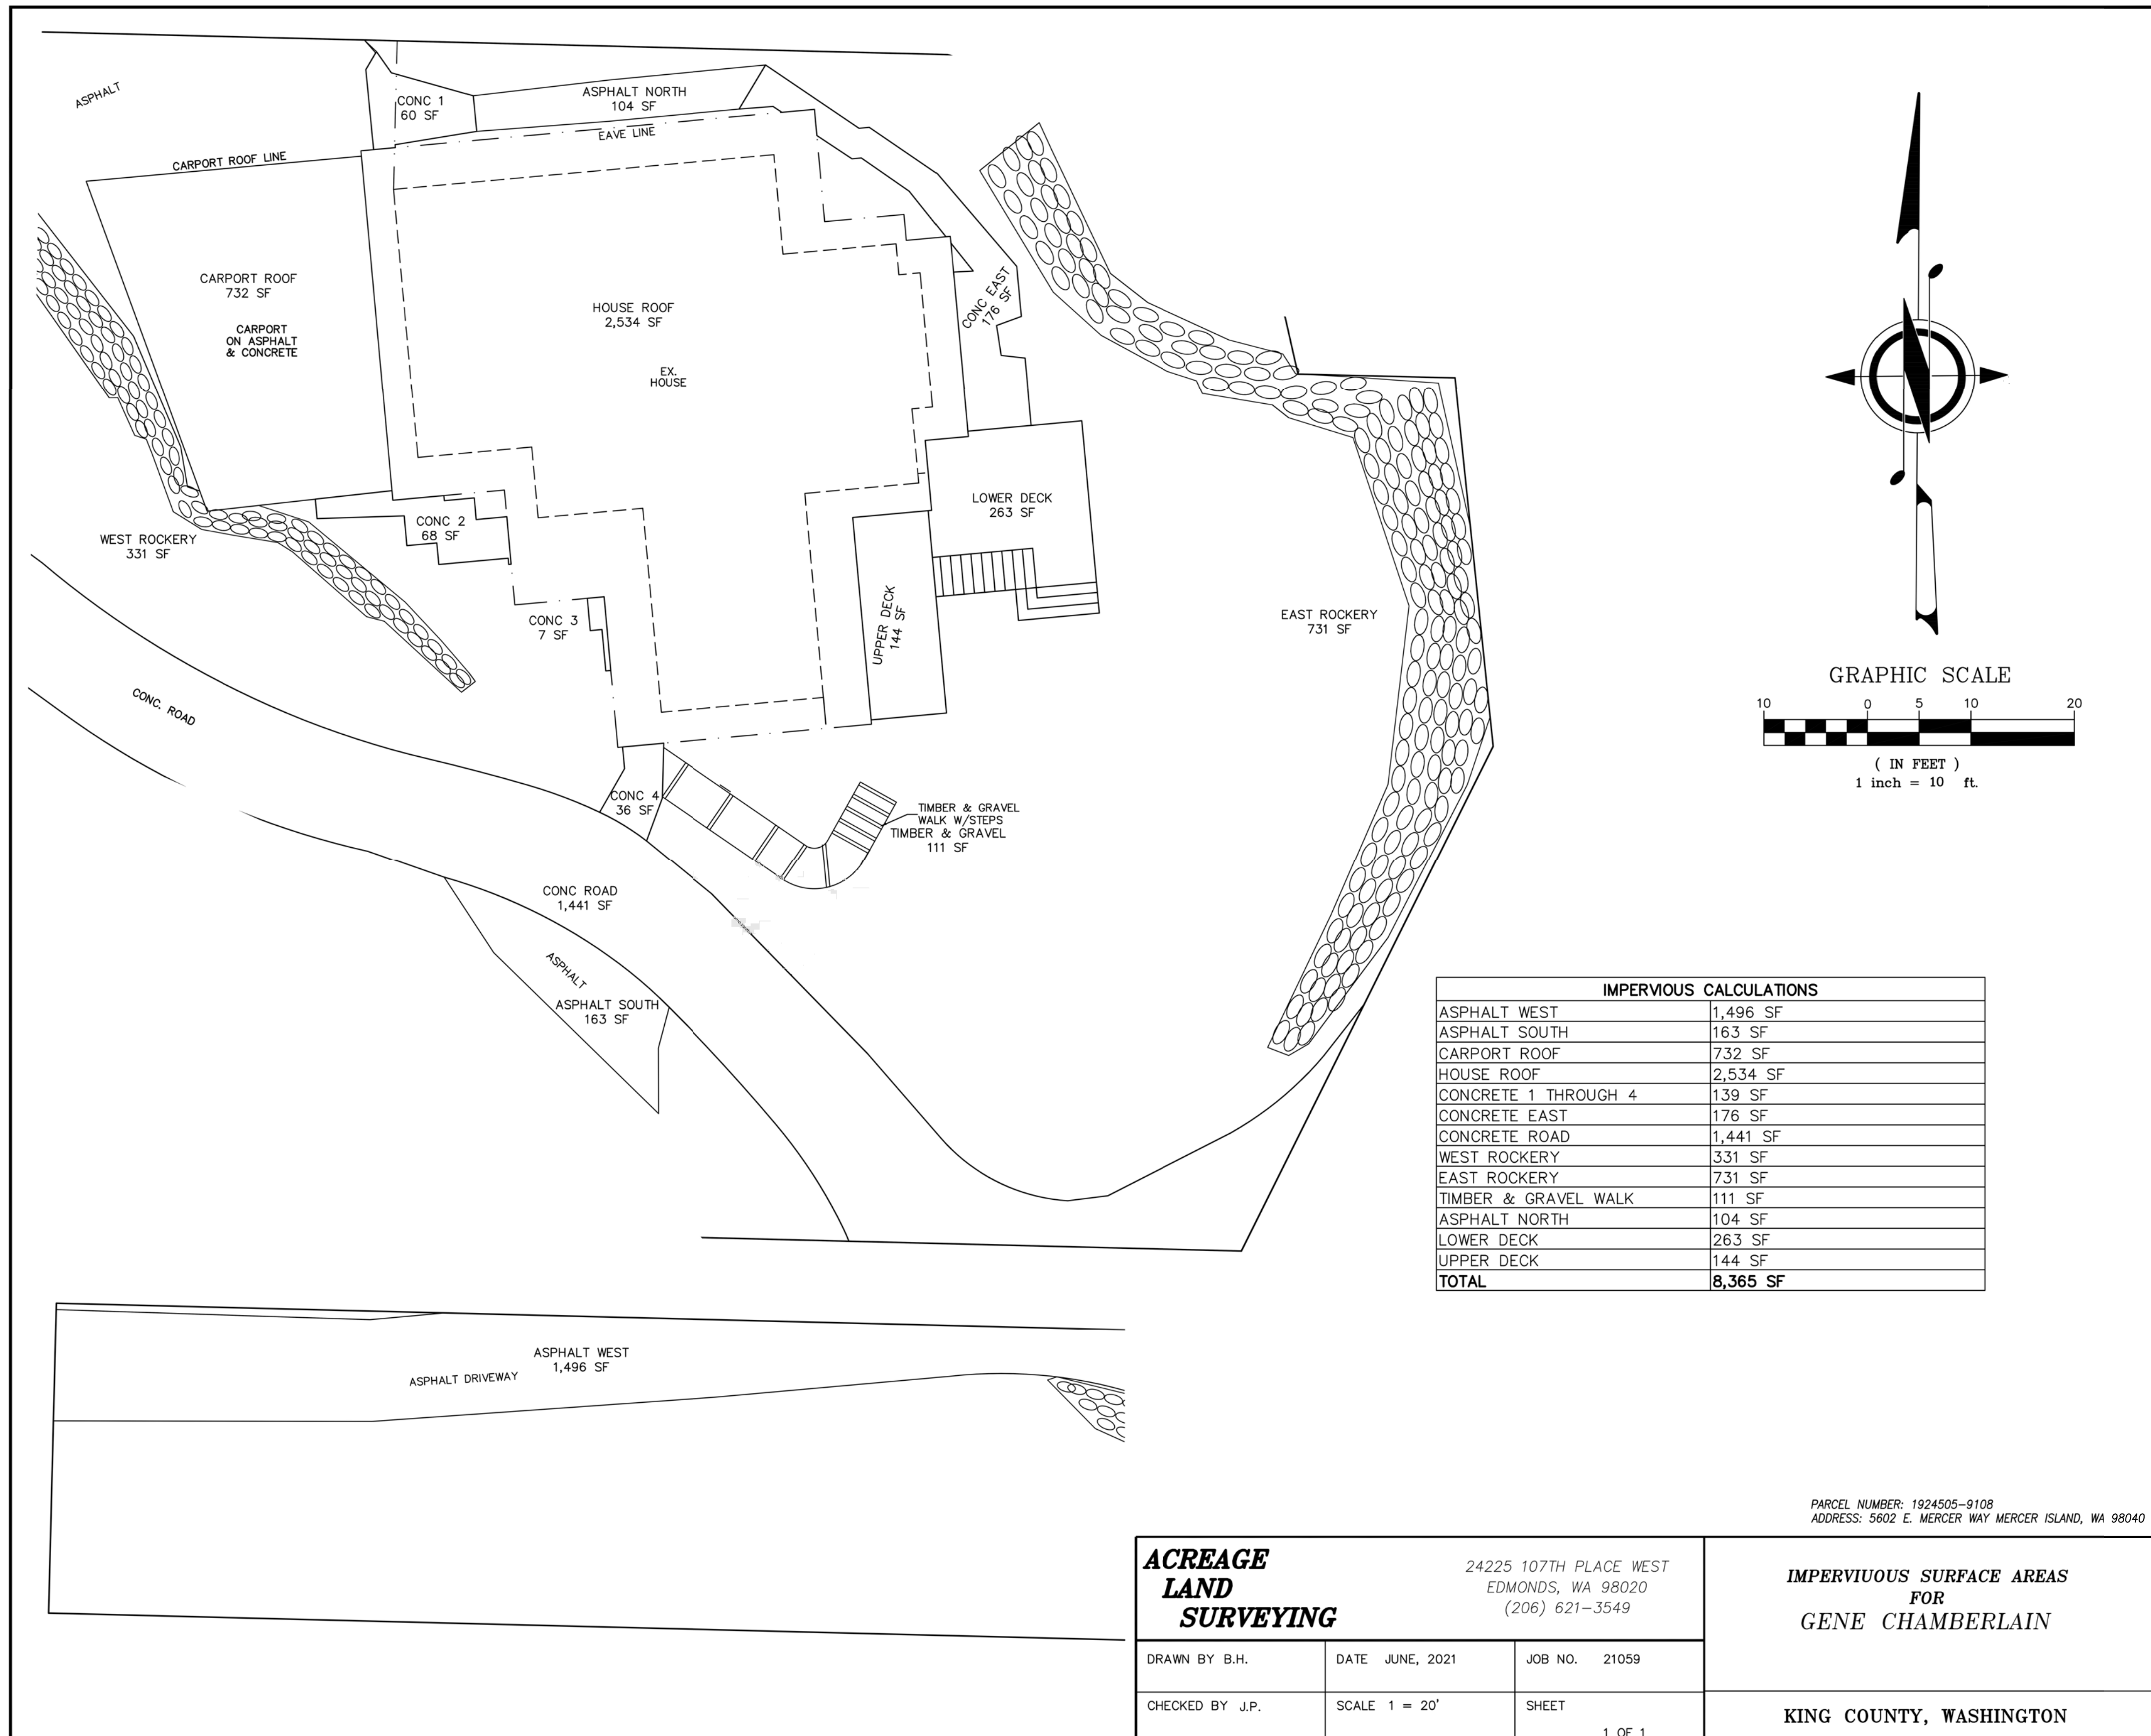 ASPHALT
CONC 1
60 SF
ASPHALT NORTH
104 SF
EAVE LINE
CARPORT ROOF LINE
CARPORT ROOF
732 SF
CARPORT
ON ASPHALT
& CONCRETE
HOUSE ROOF
2,534 SF
EX.
HOUSE
CONC EAST
176 SF
LOWER DECK
263 SF
CONC 2
68 SF
WEST ROCKERY
331 SF
UPPER DECK
144 SF
CONC 3
7 SF
EAST ROCKERY
731 SF
CONC. ROAD
CONC 4
36 SF
TIMBER & GRAVEL
WALK W/STEPS
TIMBER & GRAVEL
111 SF
CONC ROAD
1,441 SF
ASPHALT
ASPHALT SOUTH
163 SF
GRAPHIC SCALE
10 0 5 10 20
( IN FEET )
1 inch = 10 ft.
IMPERVIOUS CALCULATIONS
ASPHALT WEST 1,496 SF
ASPHALT SOUTH 163 SF
CARPORT ROOF 732 SF
HOUSE ROOF 2,534 SF
CONCRETE 1 THROUGH 4 139 SF
CONCRETE EAST 176 SF
CONCRETE ROAD 1,441 SF
WEST ROCKERY 331 SF
EAST ROCKERY 731 SF
TIMBER & GRAVEL WALK 111 SF
ASPHALT NORTH 104 SF
LOWER DECK 263 SF
UPPER DECK 144 SF
TOTAL 8,365 SF
ASPHALT WEST
1,496 SF
ASPHALT DRIVEWAY
PARCEL NUMBER: 1924505-9108
ADDRESS: 5602 E. MERCER WAY MERCER ISLAND, WA 98040
ACREAGE
LAND
SURVEYING
24225 107TH PLACE WEST
EDMONDS, WA 98020
(206) 621-3549
IMPERVIUOUS SURFACE AREAS
FOR
GENE CHAMBERLAIN
DRAWN BY B.H.
DATE JUNE, 2021
JOB NO. 21059
CHECKED BY J.P.
SCALE 1 = 20'
SHEET
1 OF 1
KING COUNTY, WASHINGTON